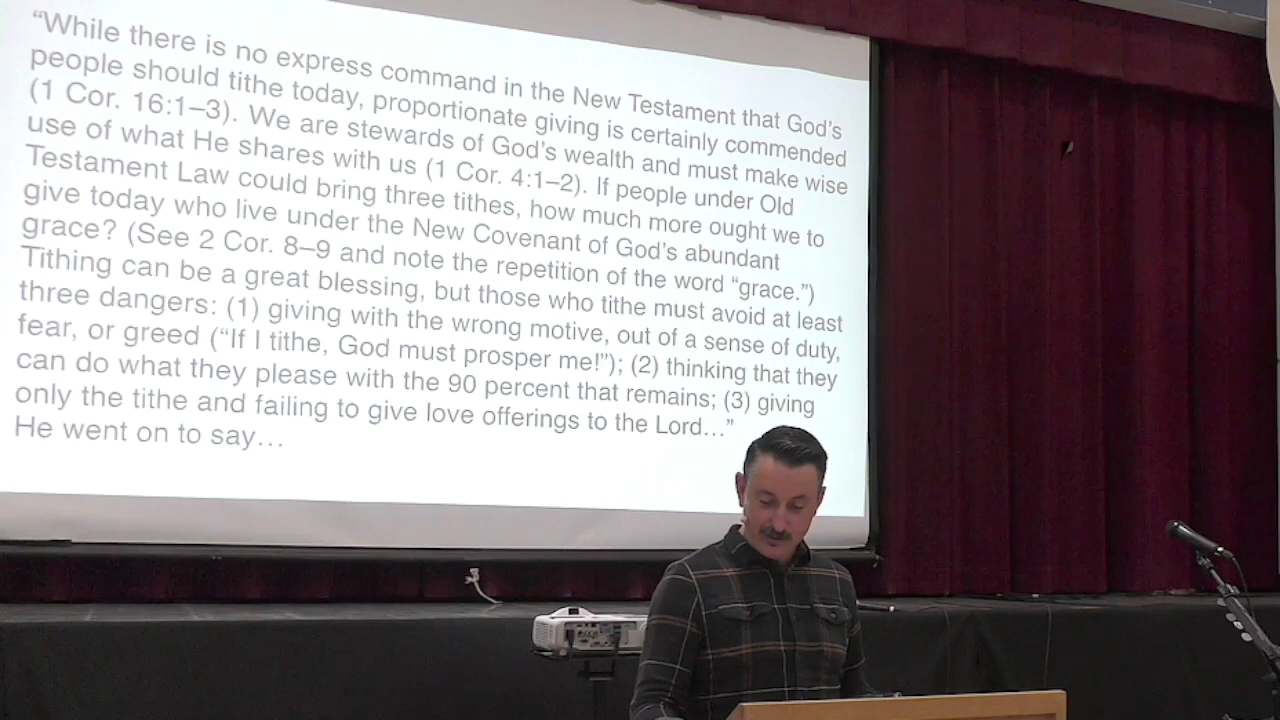 “While there is no express command in the New Testament that God’s
people should tithe today, proportionate giving is certainly commended
(1 Cor. 16:1–3). We are stewards of God’s wealth and must make wise
use of what He shares with us (1 Cor. 4:1–2). If people under Old
Testament Law could bring three tithes, how much more ought we to
give today who live under the New Covenant of God’s abundant
grace? (See 2 Cor. 8–9 and note the repetition of the word “grace.”)
Tithing can be a great blessing, but those who tithe must avoid at least
three dangers: (1) giving with the wrong motive, out of a sense of duty,
fear, or greed (“If I tithe, God must prosper me!”); (2) thinking that they
can do what they please with the 90 percent that remains; (3) giving
only the tithe and failing to give love offerings to the Lord…”
He went on to say…